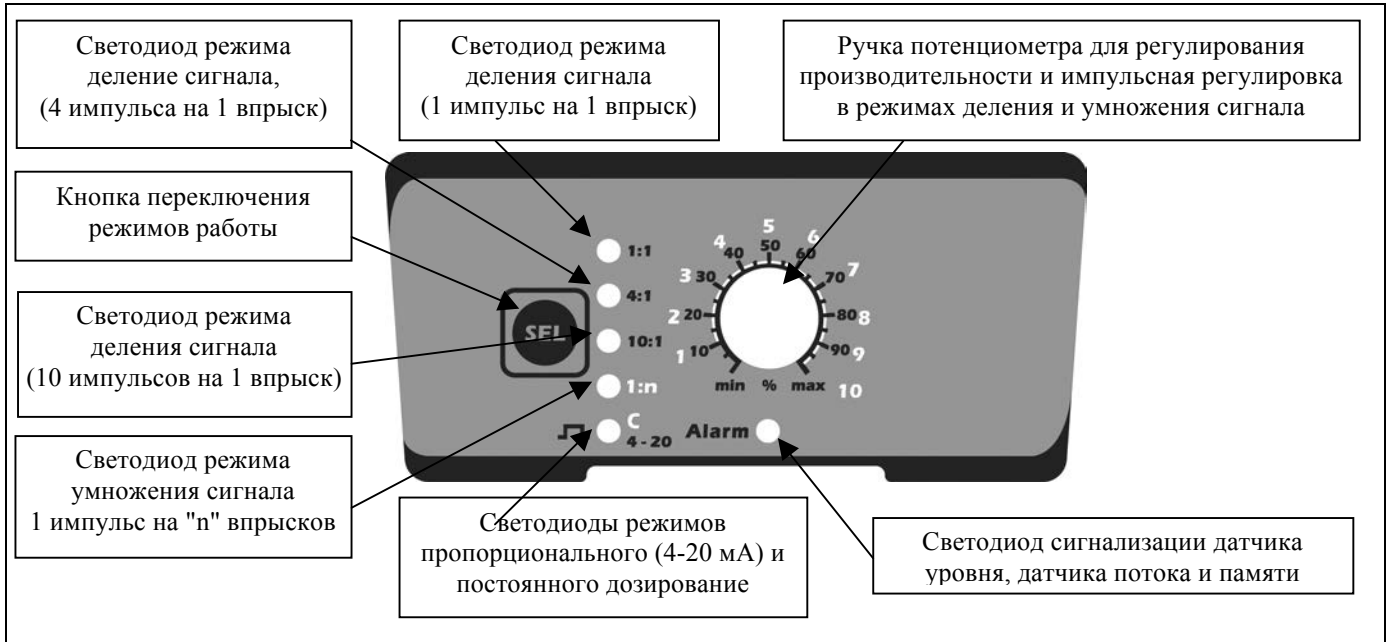 Светодиод режима
деление сигнала,
(4 импульса на 1 впрыск)
Светодиод режима
деления сигнала
(1 импульс на 1 впрыск)
Ручка потенциометра для регулирования
производительности и импульсная регулировка
в режимах деления и умножения сигнала
Кнопка переключения
режимов работы
Светодиод режима
деления сигнала
(10 импульсов на 1 впрыск)
Светодиод режима
умножения сигнала
1 импульс на "n" впрысков
SEL
1:1
4:1
10:1
1:n
C
4 - 20
Alarm
5
4 6
50
40 60
3 30 70 7
2 20 80 8
1 10 90 9
min % max 10
Светодиоды режимов
пропорционального (4-20 мА) и
постоянного дозирование
Светодиод сигнализации датчика
уровня, датчика потока и памяти